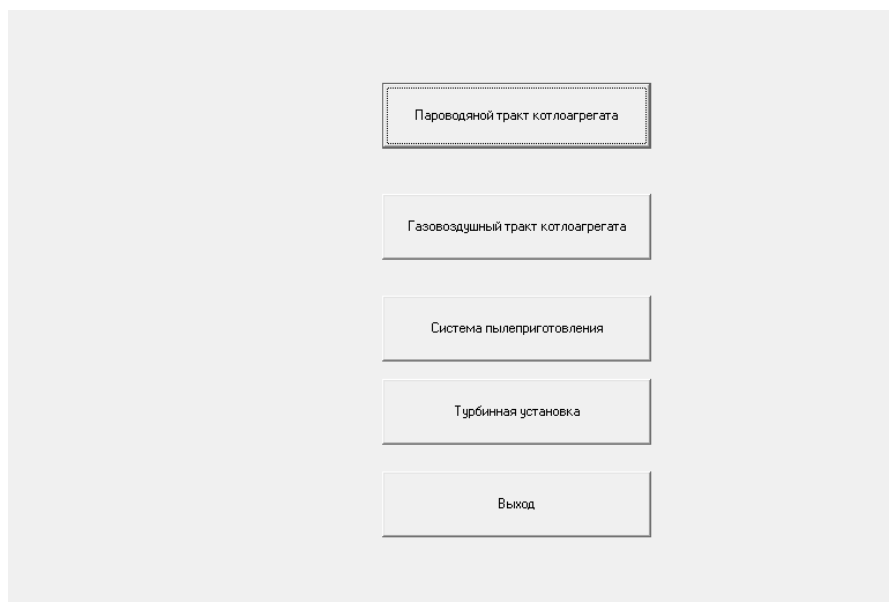 Пароводяной тракт котлоагрегата
Газовоздушный тракт котлоагрегата
Система пылеприготовления
Турбинная установка
Выход